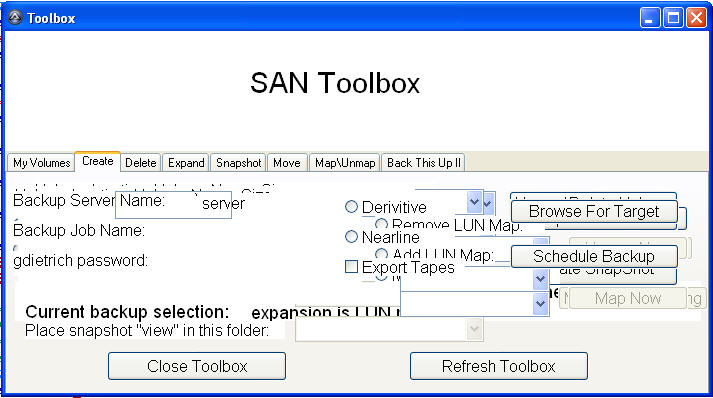 Toolbox
SAN Toolbox
My Volumes Create Delete Expand Snapshot Move Map\Unmap Back This Up II
Backup Server Name: server
Derivitive
Browse For Target
Remove LUN Map:
Backup Job Name:
Nearline
Add LUN Map:
Schedule Backup
gdietrich password:
Export Tapes
ate SnapShot
Map Now
Current backup selection: expansion is LUN
Place snapshot "view" in this folder:
Close Toolbox Refresh Toolbox